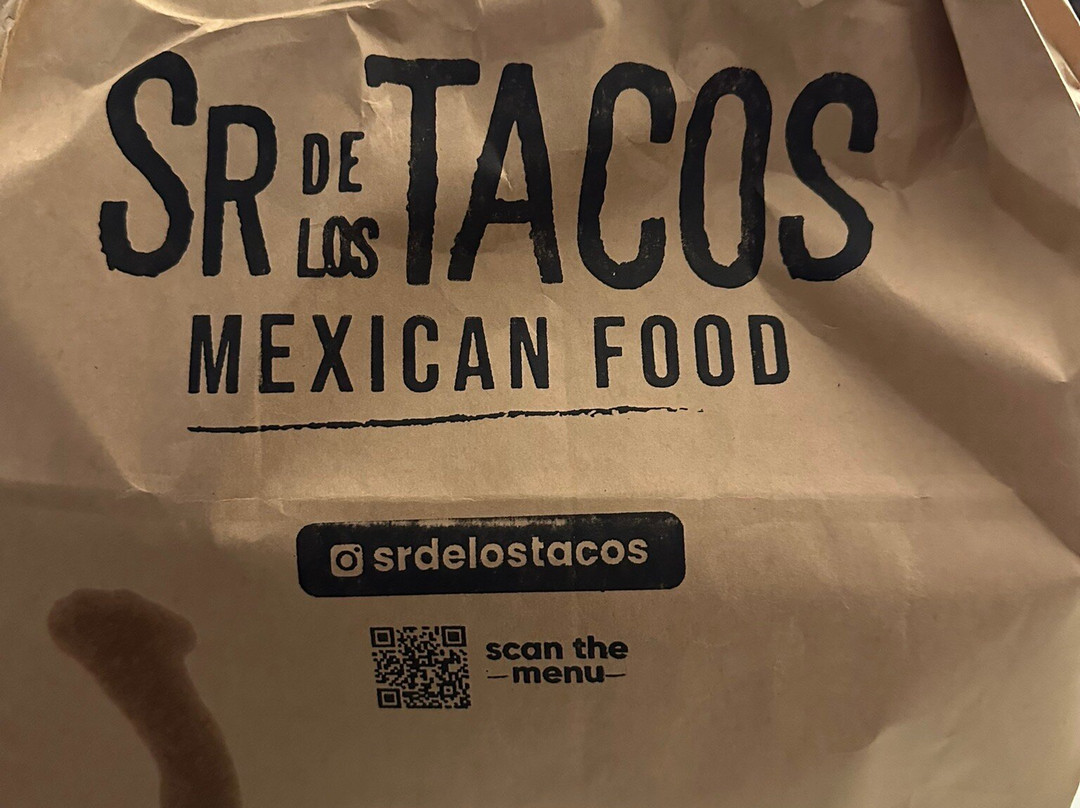 SR DE LOS TACOS
MEXICAN FOOD
srdelostacos
scan the
menu